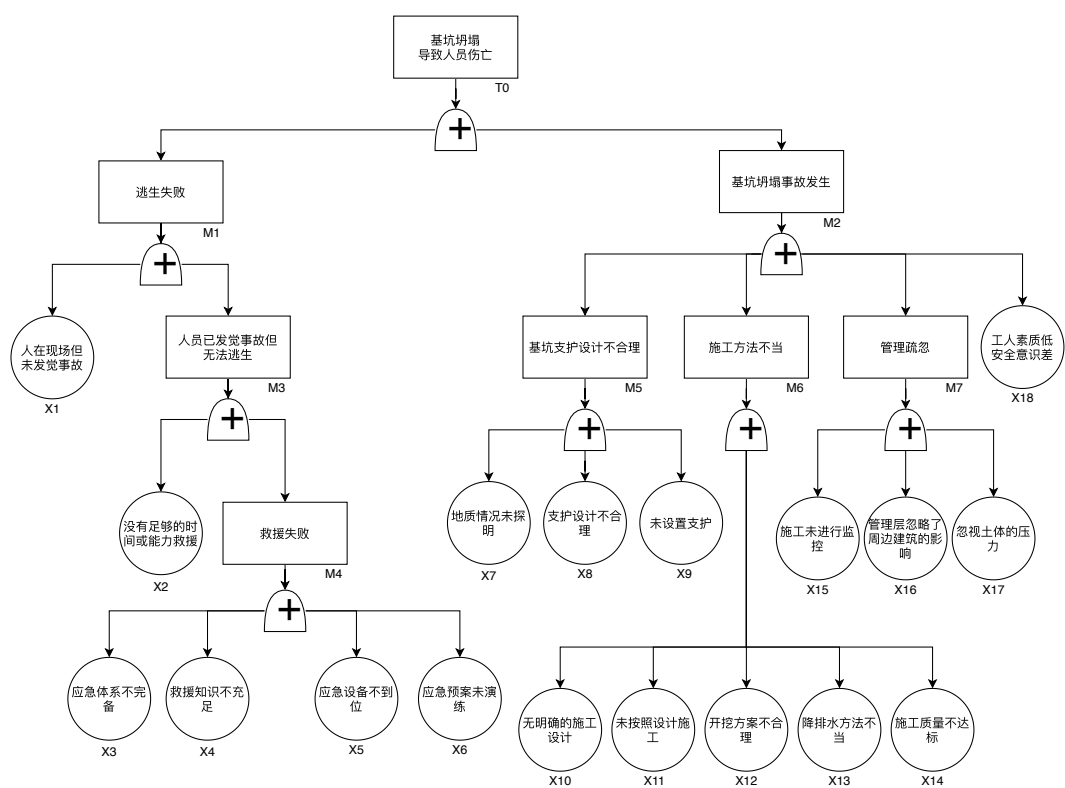 基坑坍塌
导致人员伤亡
T0
逃生失败
M1
基坑坍塌事故发生
M2
人在现场但
未发觉事故
X1
人员已发觉事故但
无法逃生
M3
基坑支护设计不合理
M5
施工方法不当
M6
管理疏忽
M7
工人素质低
安全意识差
X18
没有足够的时
间或能力救援
X2
救援失败
M4
地质情况未探
明
X7
支护设计不合
理
X8
未设置支护
X9
施工未进行监
控
X15
管理层忽略了
周边建筑的影
响
X16
忽视土体的压
力
X17
应急体系不完
备
X3
救援知识不充
足
X4
应急设备不到
位
X5
应急预案未演
练
X6
无明确的施工
设计
X10
未按照设计施
工
X11
开挖方案不合
理
X12
降排水方法不
当
X13
施工质量不达
标
X14